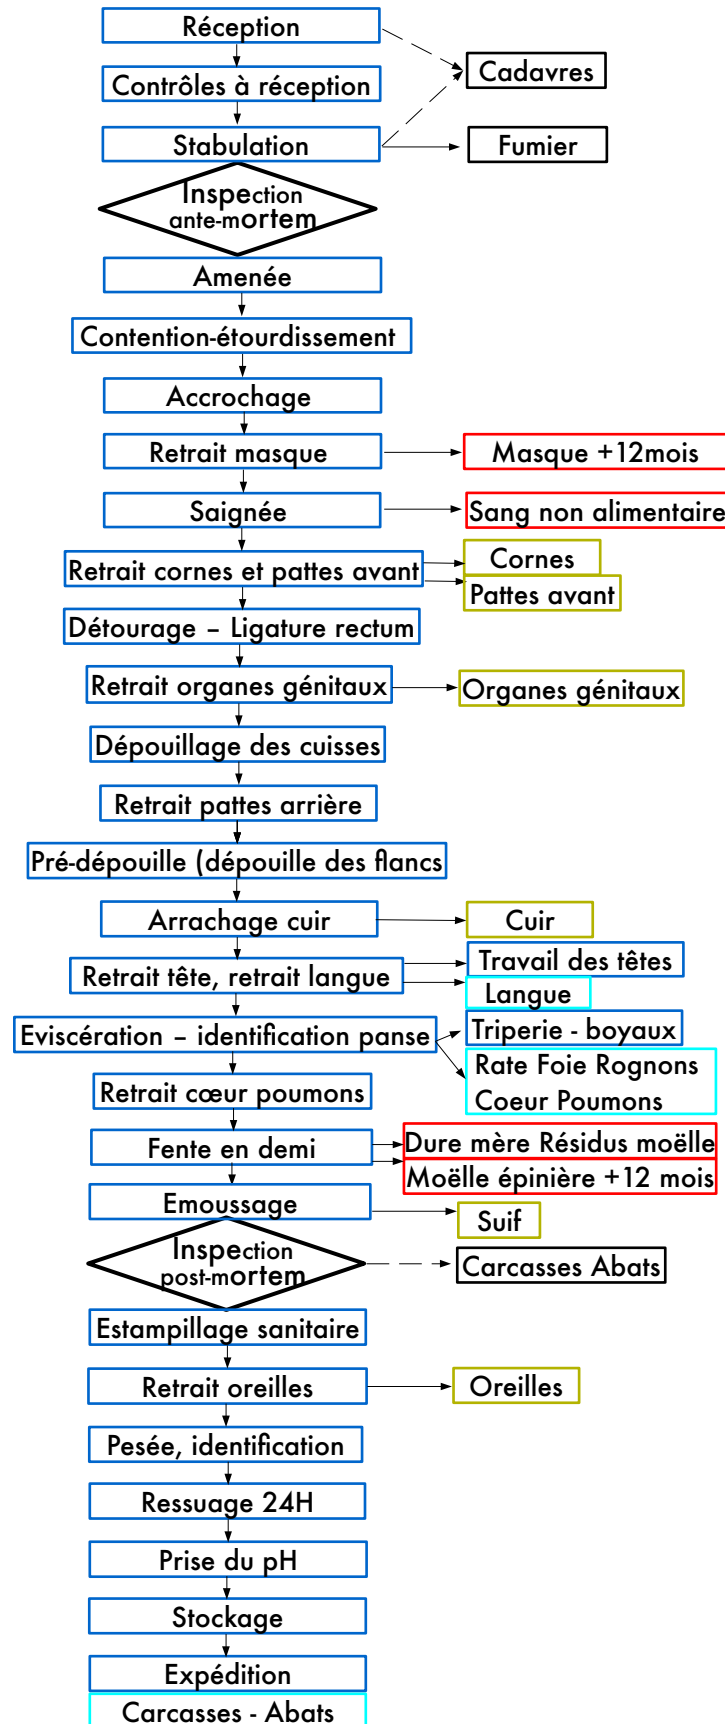 Réception
Cadavres
Contrôles à réception
Stabulation
Fumier
Inspection
ante-mortem
Amenée
Contention-étourdissement
Accrochage
Retrait masque
Masque +12mois
Saignée
Sang non alimentaire
Retrait cornes et pattes avant
Cornes
Pattes avant
Détourage – Ligature rectum
Retrait organes génitaux
Organes génitaux
Dépouillage des cuisses
Retrait pattes arrière
Pré-dépouille (dépouille des flancs
Arrachage cuir
Cuir
Retrait tête, retrait langue
Travail des têtes
Langue
Eviscération – identification panse
Triperie - boyaux
Rate Foie Rognons
Coeur Poumons
Retrait cœur poumons
Fente en demi
Dure mère Résidus moëlle
Moëlle épinière +12 mois
Emoussage
Suif
Inspection
post-mortem
Carcasses Abats
Estampillage sanitaire
Retrait oreilles
Oreilles
Pesée, identification
Ressuage 24H
Prise du pH
Stockage
Expédition
Carcasses - Abats